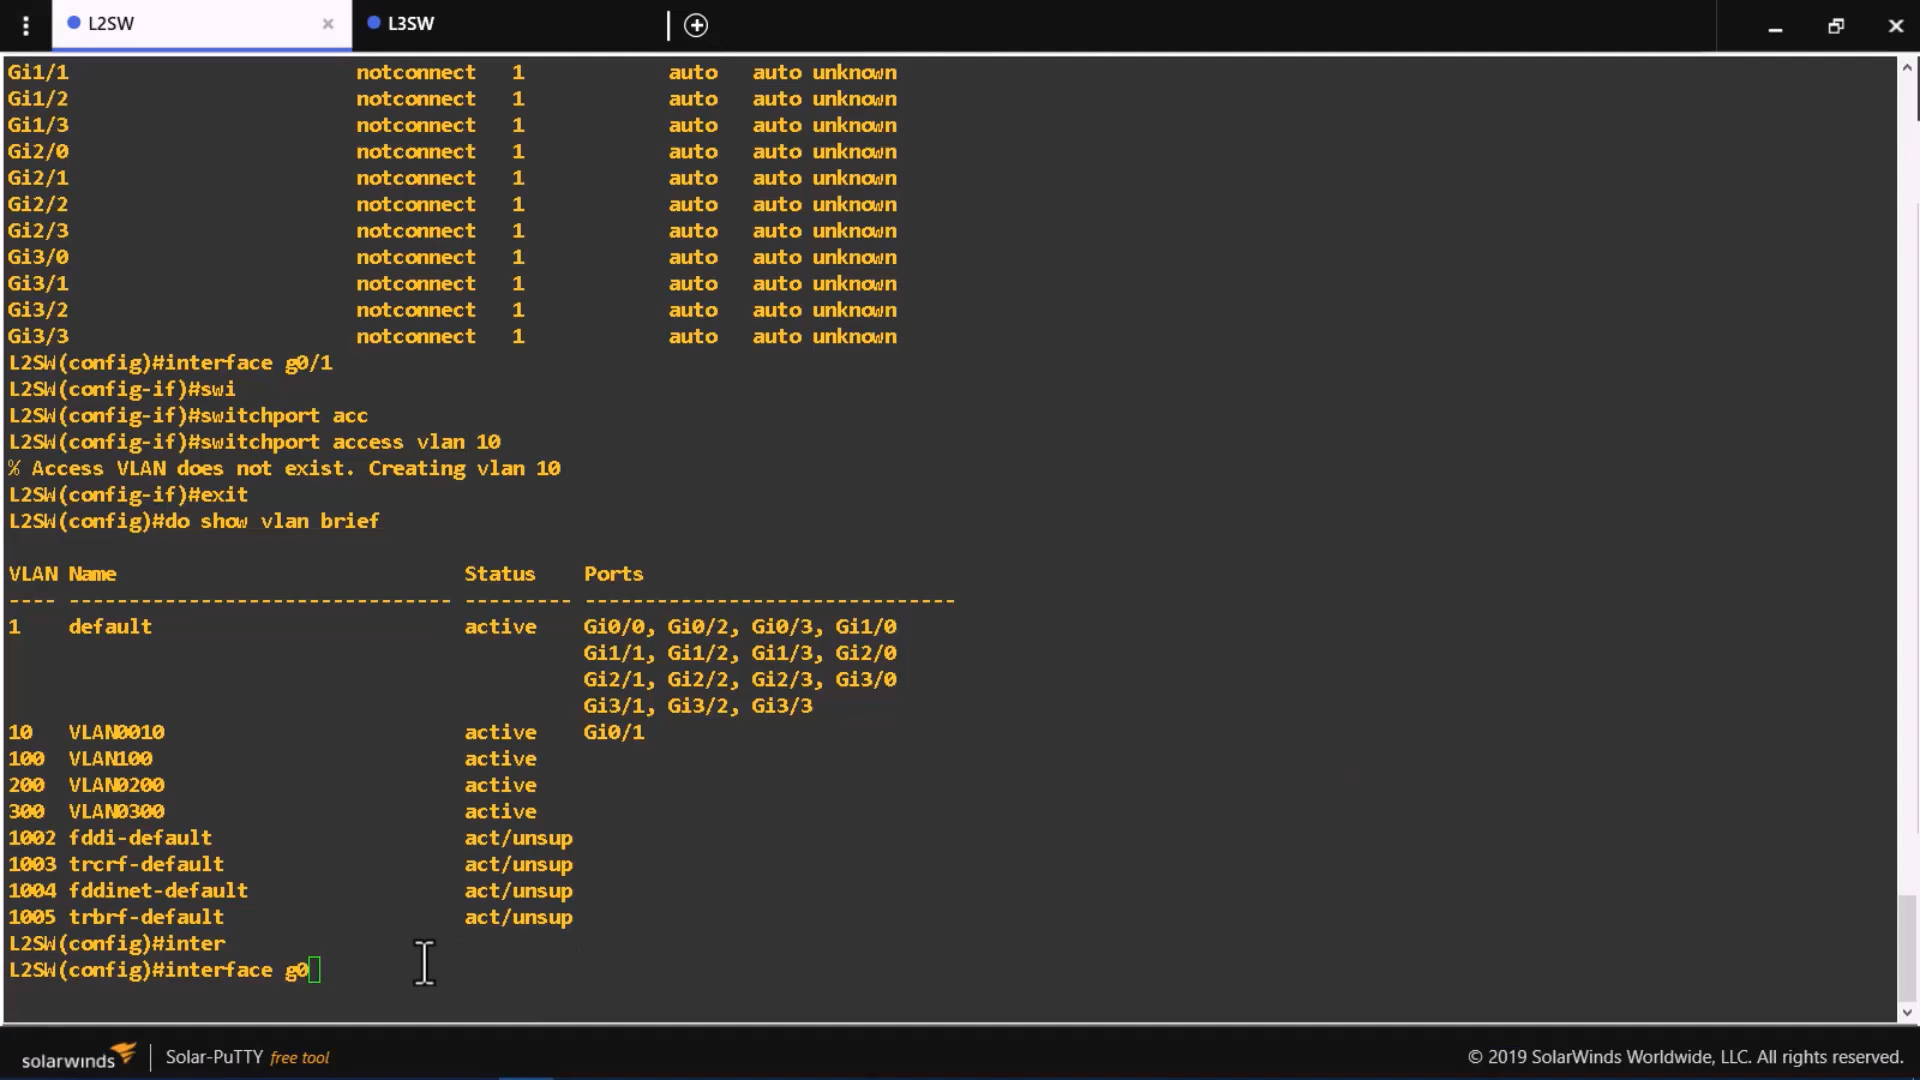 L2SW
L3SW
Gi1/1 notconnect 1 auto auto unknown
Gi1/2 notconnect 1 auto auto unknown
Gi1/3 notconnect 1 auto auto unknown
Gi2/0 notconnect 1 auto auto unknown
Gi2/1 notconnect 1 auto auto unknown
Gi2/2 notconnect 1 auto auto unknown
Gi2/3 notconnect 1 auto auto unknown
Gi3/0 notconnect 1 auto auto unknown
Gi3/1 notconnect 1 auto auto unknown
Gi3/2 notconnect 1 auto auto unknown
Gi3/3 notconnect 1 auto auto unknown
L2SW(config)#interface g0/1
L2SW(config-if)#swi
L2SW(config-if)#switchport acc
L2SW(config-if)#switchport access vlan 10
% Access VLAN does not exist. Creating vlan 10
L2SW(config-if)#exit
L2SW(config)#do show vlan brief
VLAN Name Status Ports
---- -------------------------------- --------- -------------------------------
1 default active Gi0/0, Gi0/2, Gi0/3, Gi1/0
Gi1/1, Gi1/2, Gi1/3, Gi2/0
Gi2/1, Gi2/2, Gi2/3, Gi3/0
Gi3/1, Gi3/2, Gi3/3
10 VLAN0010 active Gi0/1
100 VLAN100 active
200 VLAN0200 active
300 VLAN0300 active
1002 fddi-default act/unsup
1003 trcrf-default act/unsup
1004 fddinet-default act/unsup
1005 trbrf-default act/unsup
L2SW(config)#inter
L2SW(config)#interface g0
solarwinds Solar-PuTTY free tool © 2019 SolarWinds Worldwide, LLC. All rights reserved.